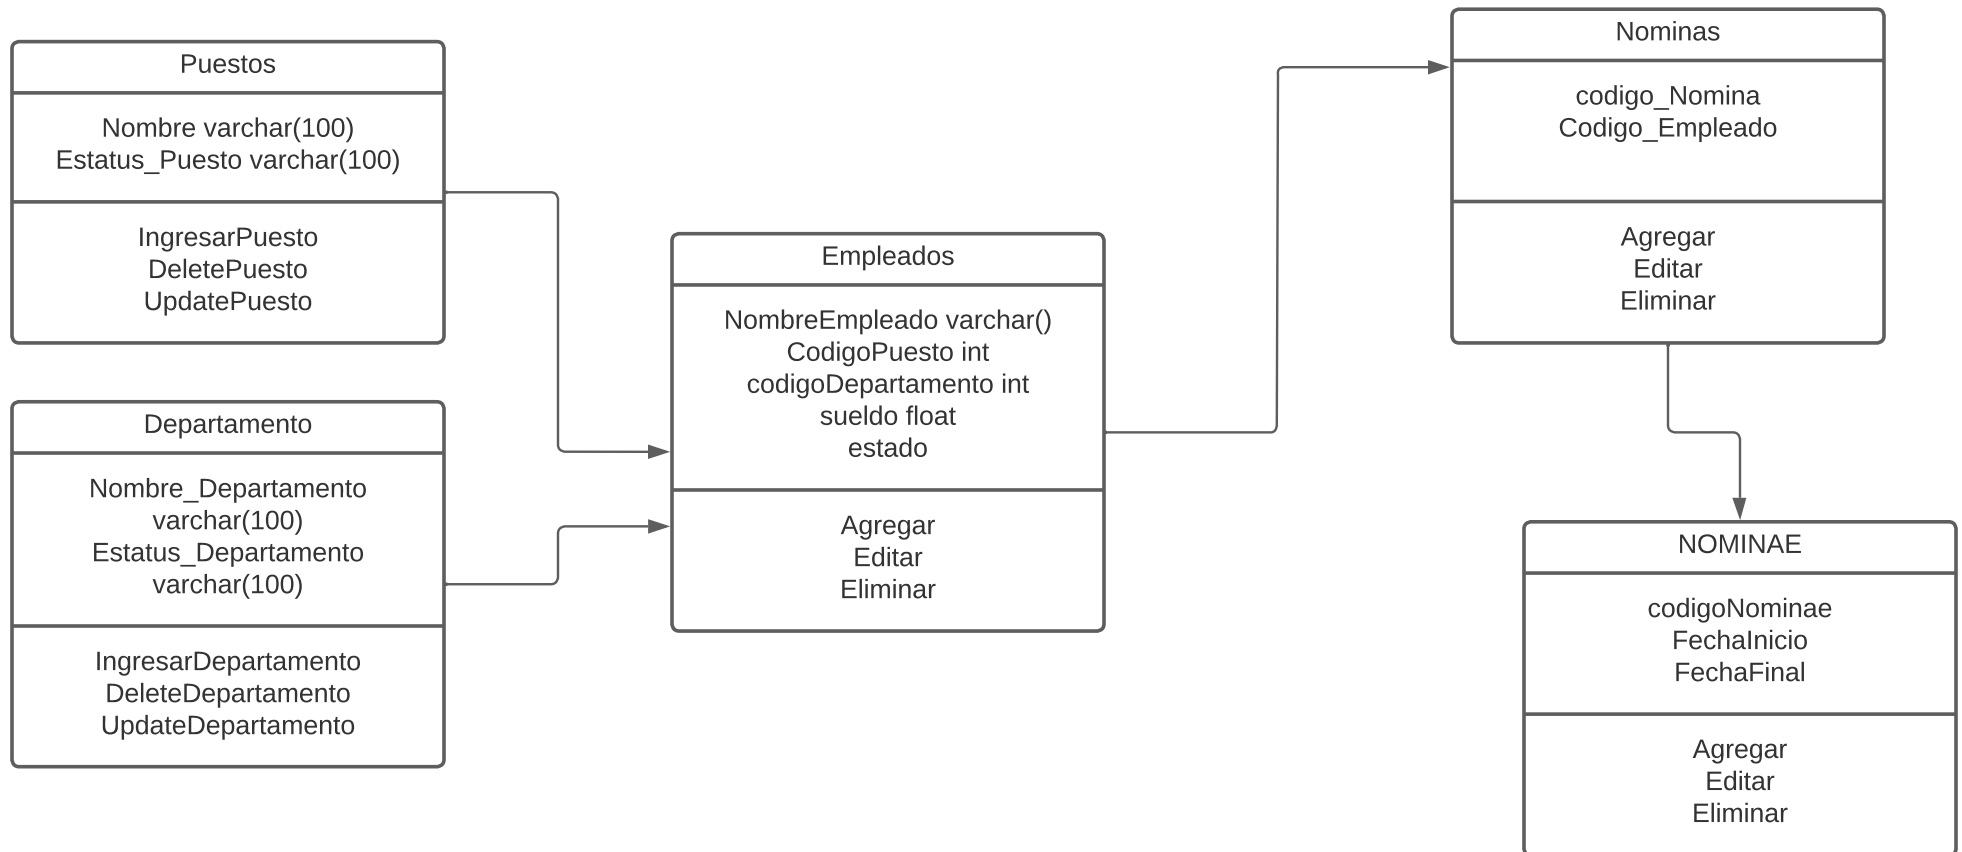 Puestos
Nombre varchar(100)
Estatus_Puesto varchar(100)
IngresarPuesto
DeletePuesto
UpdatePuesto
Departamento
Nombre_Departamento
varchar(100)
Estatus_Departamento
varchar(100)
IngresarDepartamento
DeleteDepartamento
UpdateDepartamento
Empleados
NombreEmpleado varchar()
CodigoPuesto int
codigoDepartamento int
sueldo float
estado
Agregar
Editar
Eliminar
Nominas
codigo_Nomina
Codigo_Empleado
Agregar
Editar
Eliminar
NOMINAE
codigoNominae
FechaInicio
FechaFinal
Agregar
Editar
Eliminar